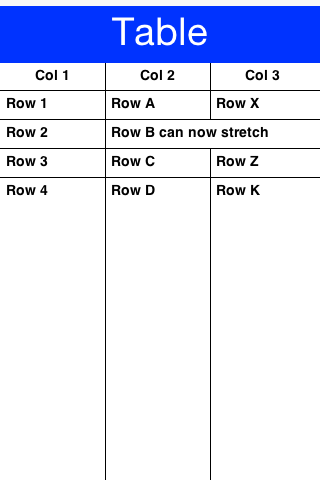 Table
Col 1 Col 2 Col 3
Row 1 Row A Row X
Row 2 Row B can now stretch
Row 3 Row C Row Z
Row 4 Row D Row K